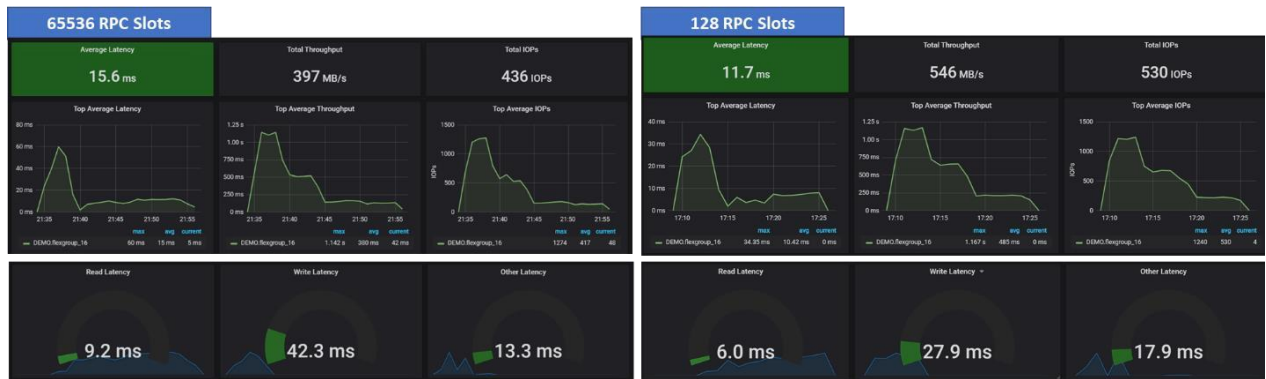 65536 RPC Slots
Average Latency
15.6 ms
Total Throughput
397 MB/s
Total IOPs
436 IOPs
Top Average Latency
80 ms
60 ms
40 ms
20 ms
0 ms
21:35 21:40 21:45 21:50 21:55
max avg current
DEMO.flexgroup_16 60 ms 15 ms 5 ms
Top Average Throughput
1.25 s
1.00 s
750 ms
500 ms
250 ms
0 ms
21:35 21:40 21:45 21:50 21:55
max avg current
DEMO.flexgroup_16 1.142 s 380 ms 42 ms
Top Average IOPs
IOPs
1500
1000
500
0
21:35 21:40 21:45 21:50 21:55
max avg current
DEMO.flexgroup_16 1274 417 48
Read Latency
9.2 ms
Write Latency
42.3 ms
Other Latency
13.3 ms
128 RPC Slots
Average Latency
11.7 ms
Total Throughput
546 MB/s
Total IOPs
530 IOPs
Top Average Latency
40 ms
30 ms
20 ms
10 ms
0 ms
17:10 17:15 17:20 17:25
max avg current
DEMO.flexgroup_16 34.35 ms 10.42 ms 0 ms
Top Average Throughput
1.25 s
1.00 s
750 ms
500 ms
250 ms
0 ms
17:10 17:15 17:20 17:25
max avg current
DEMO.flexgroup_16 1.167 s 485 ms 0 ms
Top Average IOPs
IOPs
1500
1000
500
0
17:10 17:15 17:20 17:25
max avg current
DEMO.flexgroup_16 1240 530 4
Read Latency
6.0 ms
Write Latency
27.9 ms
Other Latency
17.9 ms